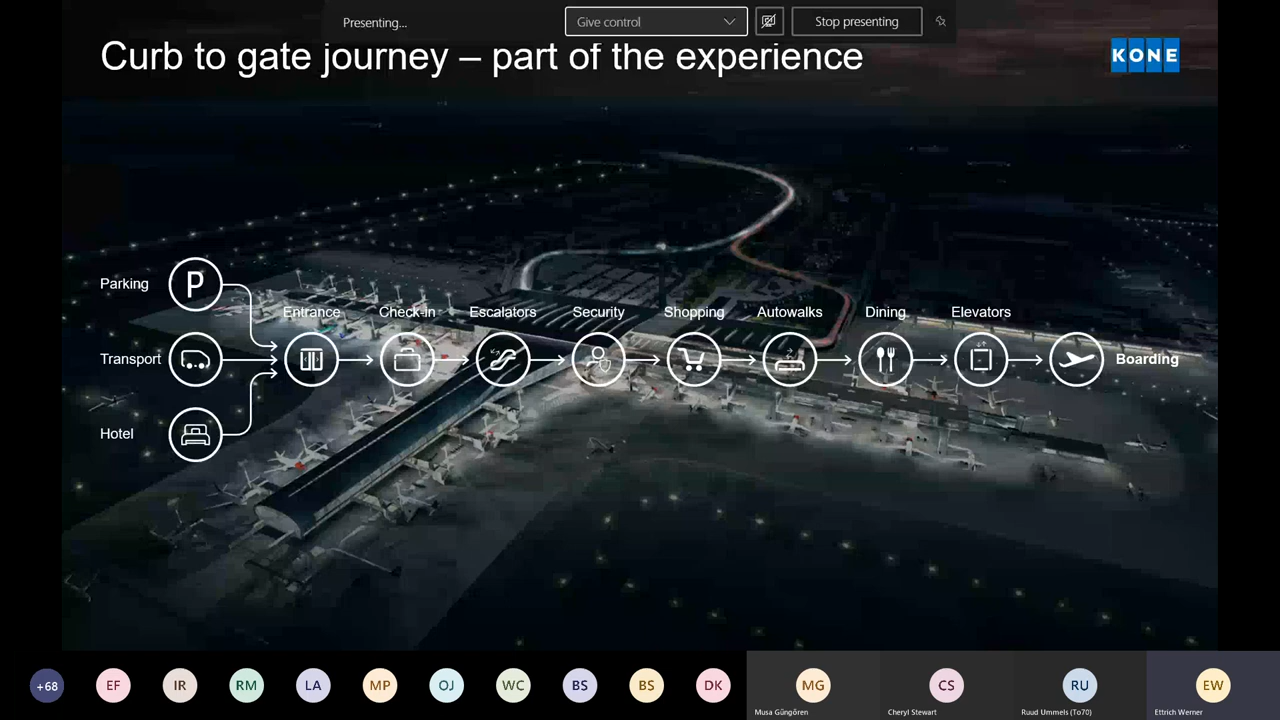 Presenting...
Give control
Stop presenting
Curb to gate journey – part of the experience
KONE
Parking
P
Entrance
Check-in
Escalators
Security
Shopping
Autowalks
Dining
Elevators
Transport
Boarding
Hotel
+68
EF
IR
RM
LA
MP
OJ
WC
BS
BS
DK
MG
CS
RU
EW
Musa Güngören
Cheryl Stewart
Ruud Ummels (To70)
Ettrich Werner